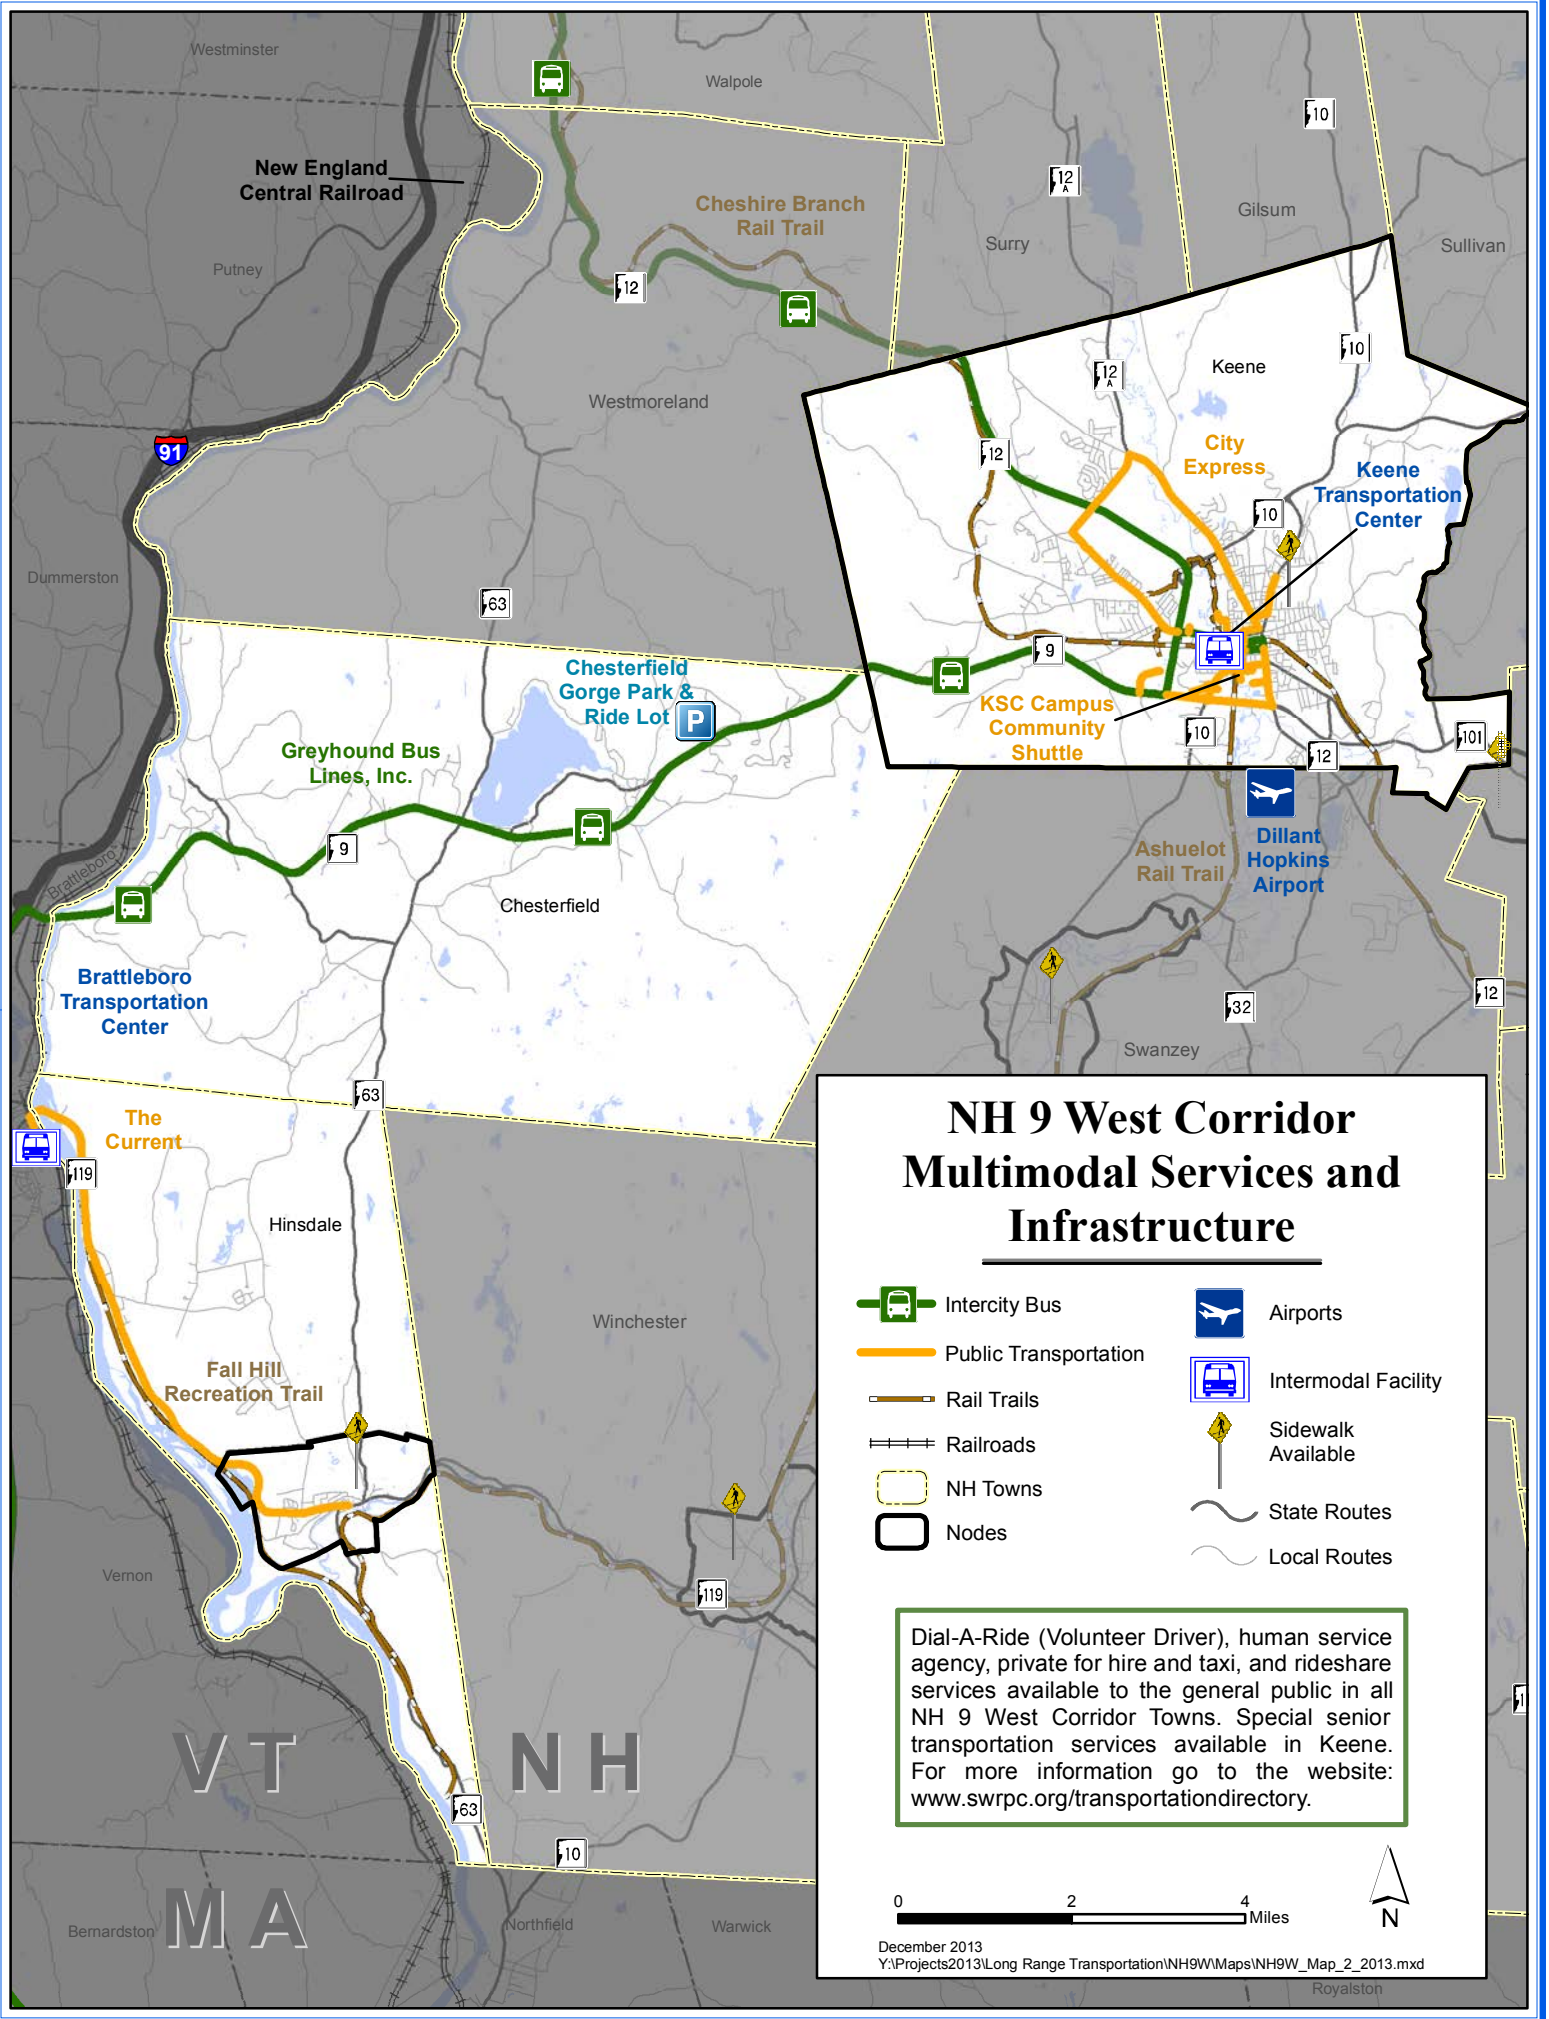 Westminster
Walpole
10
New England
Central Railroad
12
A
Cheshire Branch
Rail Trail
Gilsum
Surry
Sullivan
Putney
12
10
Keene
12
A
Westmoreland
91
12
City
Express
Keene
Transportation
Center
10
Dummerston
63
9
Chesterfield
Gorge Park &
Ride Lot
P
KSC Campus
Community
Shuttle
10
101
12
Greyhound Bus
Lines, Inc.
9
Dillant
Hopkins
Airport
Ashuelot
Rail Trail
Brattleboro
Chesterfield
Brattleboro
Transportation
Center
12
32
Swanzey
63
The
Current
119
Hinsdale
Winchester
Fall Hill
Recreation Trail
Vernon
119
VT
NH
63
10
MA
Bernardston
Northfield
Warwick
Royalston
NH 9 West Corridor
Multimodal Services and
Infrastructure
Intercity Bus
Public Transportation
Rail Trails
Railroads
NH Towns
Nodes
Airports
Intermodal Facility
Sidewalk
Available
State Routes
Local Routes
Dial-A-Ride (Volunteer Driver), human service
agency, private for hire and taxi, and rideshare
services available to the general public in all
NH 9 West Corridor Towns. Special senior
transportation services available in Keene.
For more information go to the website:
www.swrpc.org/transportationdirectory.
0 2 4
Miles
N
December 2013
Y:\Projects2013\Long Range Transportation\NH9W\Maps\NH9W_Map_2_2013.mxd